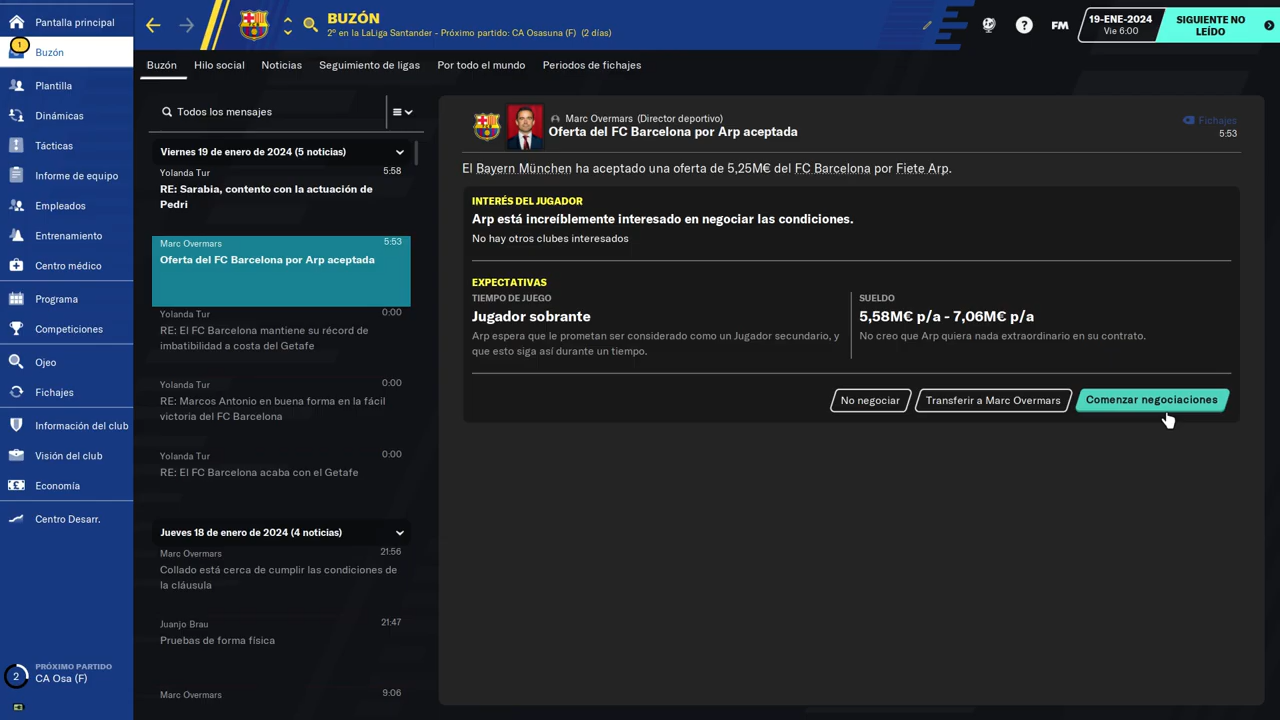 Pantalla principal
1
Buzón
Plantilla
Dinámicas
Tácticas
Informe de equipo
Empleados
Entrenamiento
Centro médico
Programa
Competiciones
Ojeo
Fichajes
Información del club
Visión del club
Economía
Centro Desarr.
PRÓXIMO PARTIDO
2
CA Osa (F)
BUZÓN
2º en la LaLiga Santander - Próximo partido: CA Osasuna (F) (2 días)
?
FM
19-ENE-2024
Vie 6:00
SIGUIENTE NO
LEÍDO
Buzón
Hilo social
Noticias
Seguimiento de ligas
Por todo el mundo
Periodos de fichajes
Todos los mensajes
Viernes 19 de enero de 2024 (5 noticias)
Yolanda Tur 5:58
RE: Sarabia, contento con la actuación de
Pedri
Marc Overmars 5:53
Oferta del FC Barcelona por Arp aceptada
Yolanda Tur 0:00
RE: El FC Barcelona mantiene su récord de
imbatibilidad a costa del Getafe
Yolanda Tur 0:00
RE: Marcos Antonio en buena forma en la fácil
victoria del FC Barcelona
Yolanda Tur 0:00
RE: El FC Barcelona acaba con el Getafe
Jueves 18 de enero de 2024 (4 noticias)
Marc Overmars 21:56
Collado está cerca de cumplir las condiciones de
la cláusula
Juanjo Brau 21:47
Pruebas de forma física
Marc Overmars 9:06
Marc Overmars (Director deportivo)
Oferta del FC Barcelona por Arp aceptada
Fichajes
5:53
El Bayern München ha aceptado una oferta de 5,25M€ del FC Barcelona por Fiete Arp.
INTERÉS DEL JUGADOR
Arp está increíblemente interesado en negociar las condiciones.
No hay otros clubes interesados
EXPECTATIVAS
TIEMPO DE JUEGO
Jugador sobrante
Arp espera que le prometan ser considerado como un Jugador secundario, y
que esto siga así durante un tiempo.
SUELDO
5,58M€ p/a - 7,06M€ p/a
No creo que Arp quiera nada extraordinario en su contrato.
No negociar
Transferir a Marc Overmars
Comenzar negociaciones